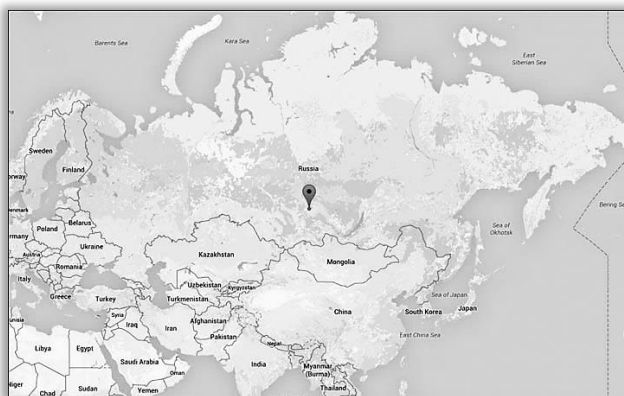 Barents Sea
Kara Sea
East
Siberian Sea
Sweden
Finland
Russia
Bering Se
Sea of
Okhotsk
Poland
Belarus
Ukraine
Austria
Romania
Italy
Greece
Turkey
Kazakhstan
Mongolia
Uzbekistan
Kyrgyzstan
Turkmenistan
Syria
Iraq
Iran
Afghanistan
Pakistan
China
Sea of Japan
South Korea
Japan
East China Sea
Nepal
Libya
Egypt
Saudi Arabia
Oman
India
Myanmar
(Burma)
Thailand
Chad
Sudan
Yemen